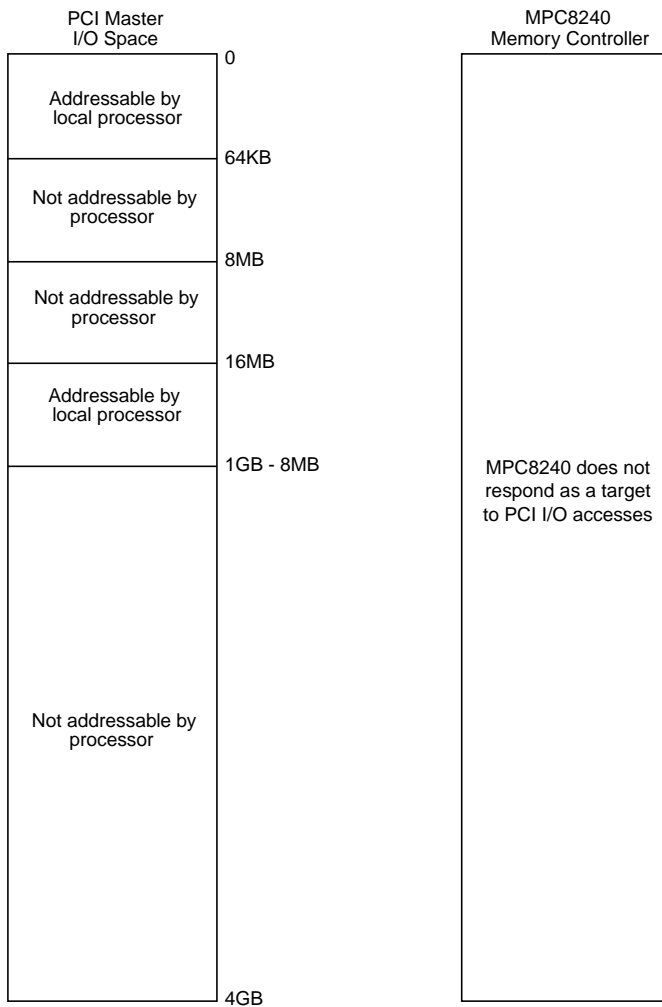 PCI Master
I/O Space
0
Addressable by
local processor
64KB
Not addressable by
processor
8MB
Not addressable by
processor
16MB
Addressable by
local processor
1GB - 8MB
Not addressable by
processor
4GB
MPC8240
Memory Controller
MPC8240 does not
respond as a target
to PCI I/O accesses